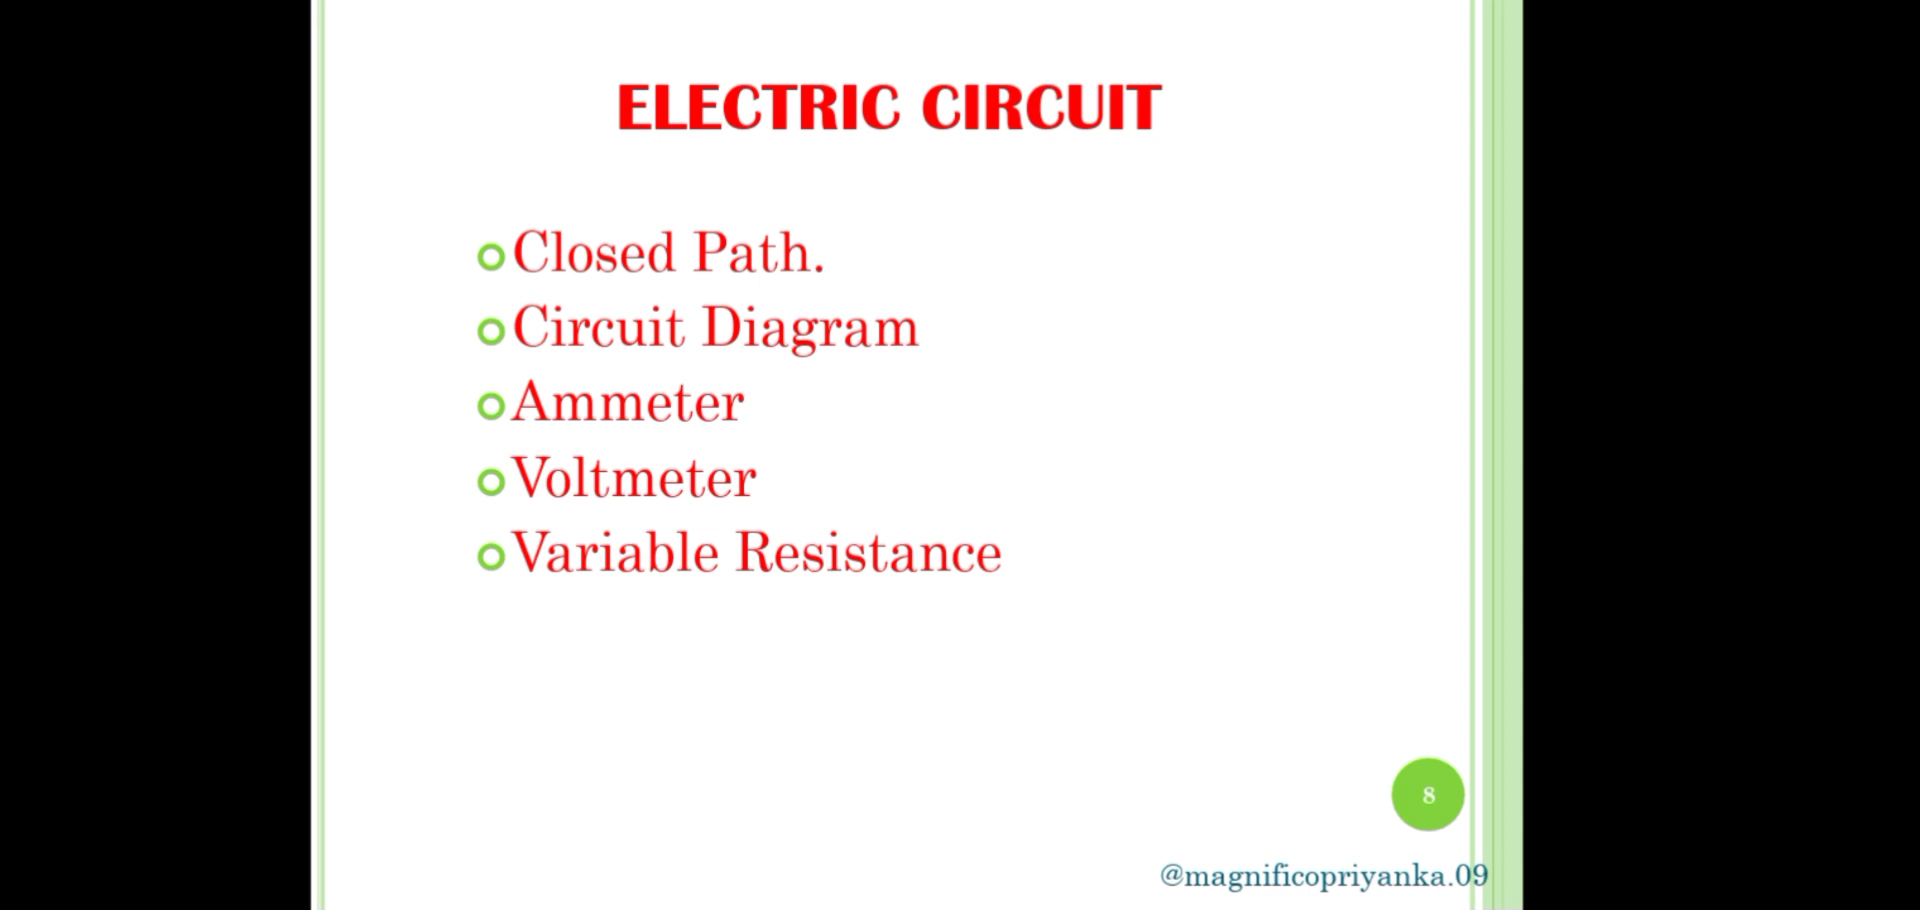 ELECTRIC CIRCUIT
Closed Path.
Circuit Diagram
Ammeter
Voltmeter
Variable Resistance
8
@magnificopriyanka.09